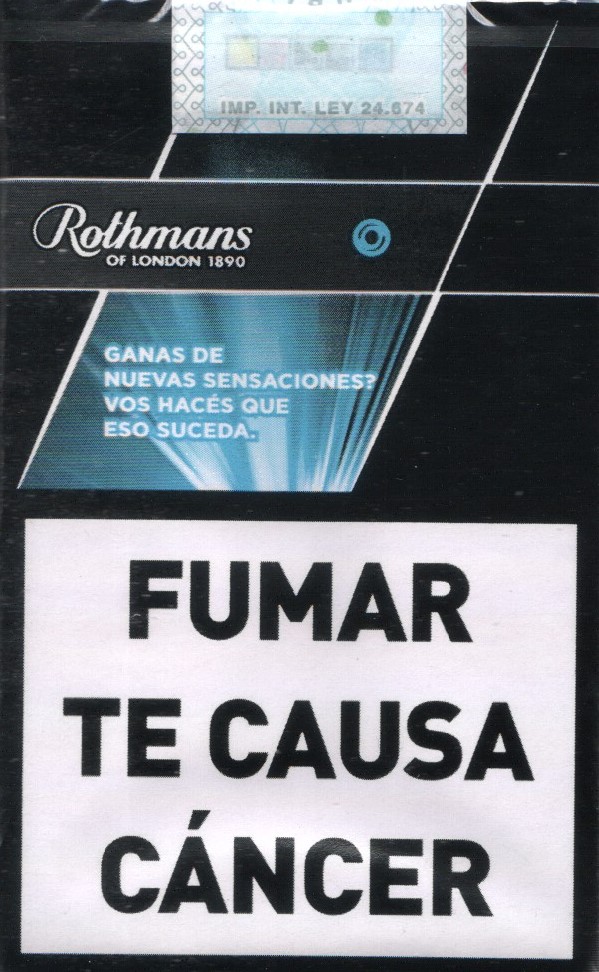 IMP. INT. LEY 24.674
Rothmans
OF LONDON 1890
GANAS DE
NUEVAS SENSACIONES?
VOS HACÉS QUE
ESO SUCEDA.
FUMAR
TE CAUSA
CÁNCER